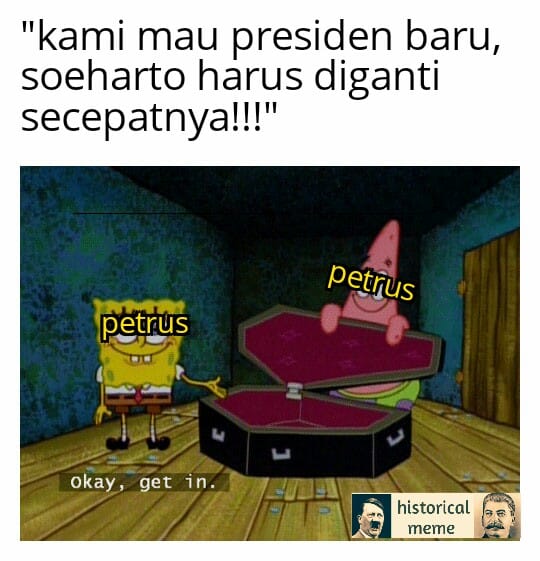 "kami mau presiden baru,
soeharto harus diganti
secepatnya!!!"
petrus
petrus
okay, get in.
historical
meme